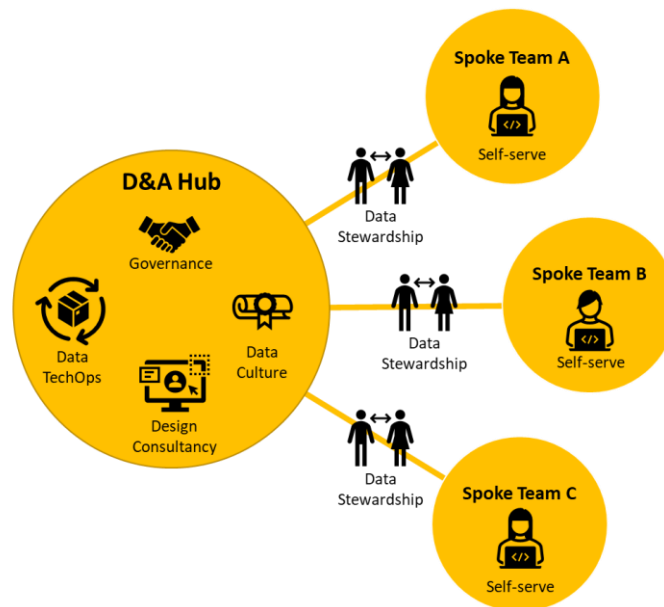 Spoke Team A
</>
Self-serve
Data
Stewardship
D&A Hub
Governance
Data
TechOps
Data
Culture
Design
Consultancy
Data
Stewardship
Spoke Team B
</>
Self-serve
Data
Stewardship
Spoke Team C
</>
Self-serve